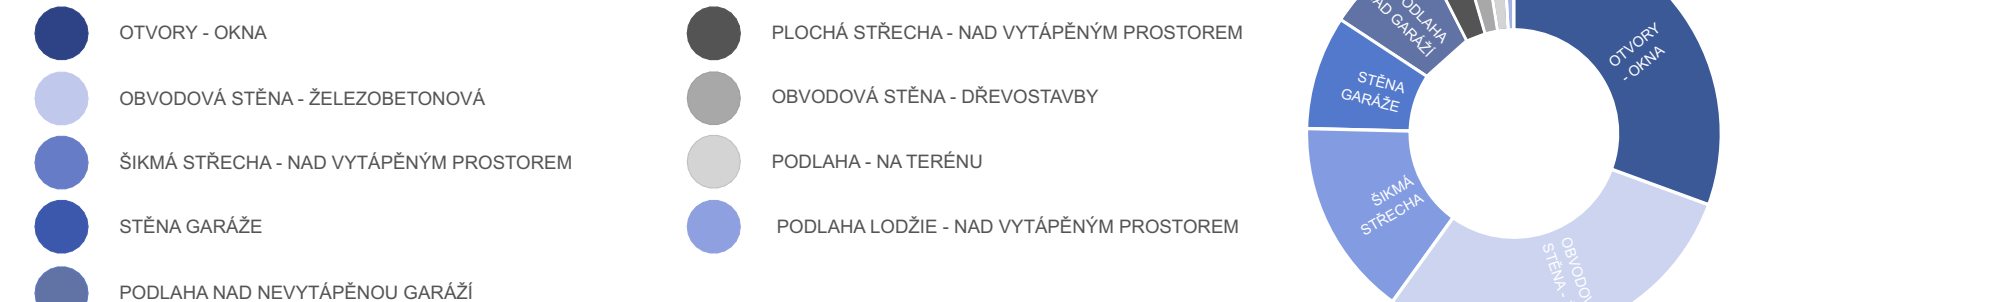 OTVORY - OKNA
OBVODOVÁ STĚNA - ŽELEZOBETONOVÁ
ŠIKMÁ STŘECHA - NAD VYTÁPĚNÝM PROSTOREM
STĚNA GARÁŽE
PODLAHA NAD NEVYTÁPĚNOU GARÁŽÍ
PLOCHÁ STŘECHA - NAD VYTÁPĚNÝM PROSTOREM
OBVODOVÁ STĚNA - DŘEVOSTAVBY
PODLAHA - NA TERÉNU
PODLAHA LODŽIE - NAD VYTÁPĚNÝM PROSTOREM
GARÁŽÍ
STĚNA
GARÁŽE
ŠIKMÁ
STŘECHA
OTVORY
- OKNA
STĚNA -